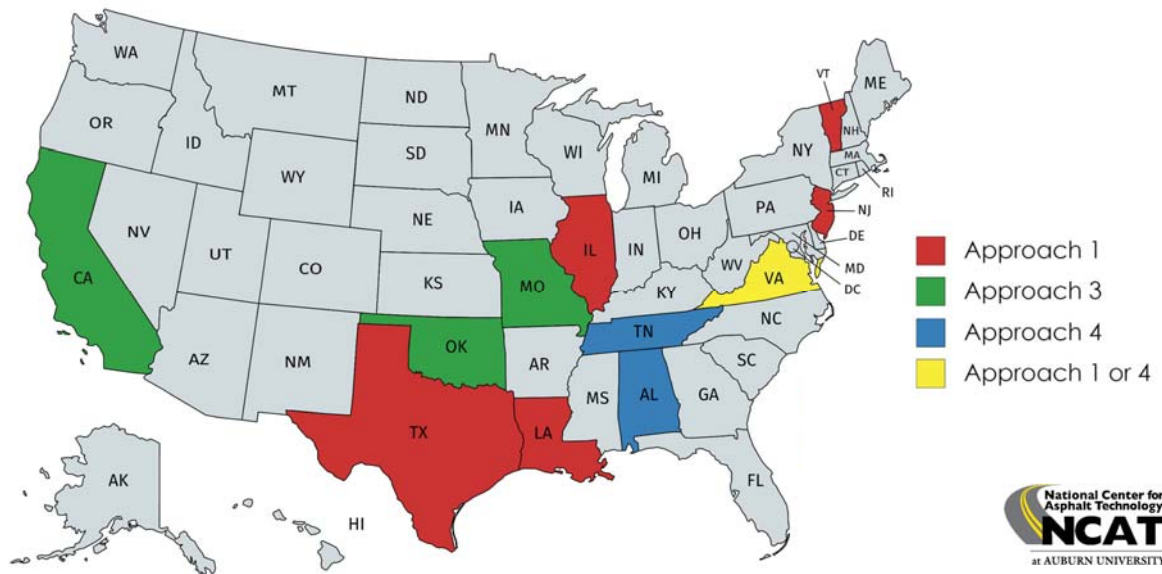 WA
MT
ND
MN
VT
ME
OR
ID
SD
WI
NY
NH
MA
WY
MI
CT
RI
IA
PA
NJ
NE
NV
OH
DE
UT
IL
IN
CA
CO
WV
VA
MD
KS
MO
KY
DC
NC
TN
AZ
NM
OK
AR
SC
MS
AL
GA
TX
LA
FL
AK
HI
Approach 1
Approach 3
Approach 4
Approach 1 or 4
National Center for
Asphalt Technology
NCAT
at AUBURN UNIVERSITY